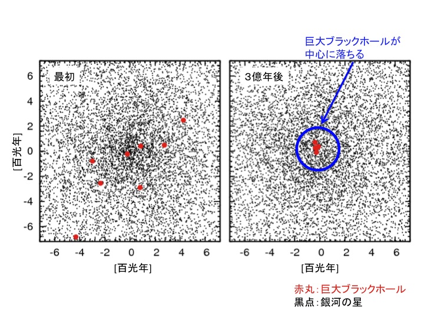 巨大ブラックホールが
中心に落ちる
最初
3億年後
6
4
2
0
-2
-4
-6
[百光年]
-6 -4 -2 0 2 4 6
-6 -4 -2 0 2 4 6
[百光年]
[百光年]
赤丸：巨大ブラックホール
黒点：銀河の星